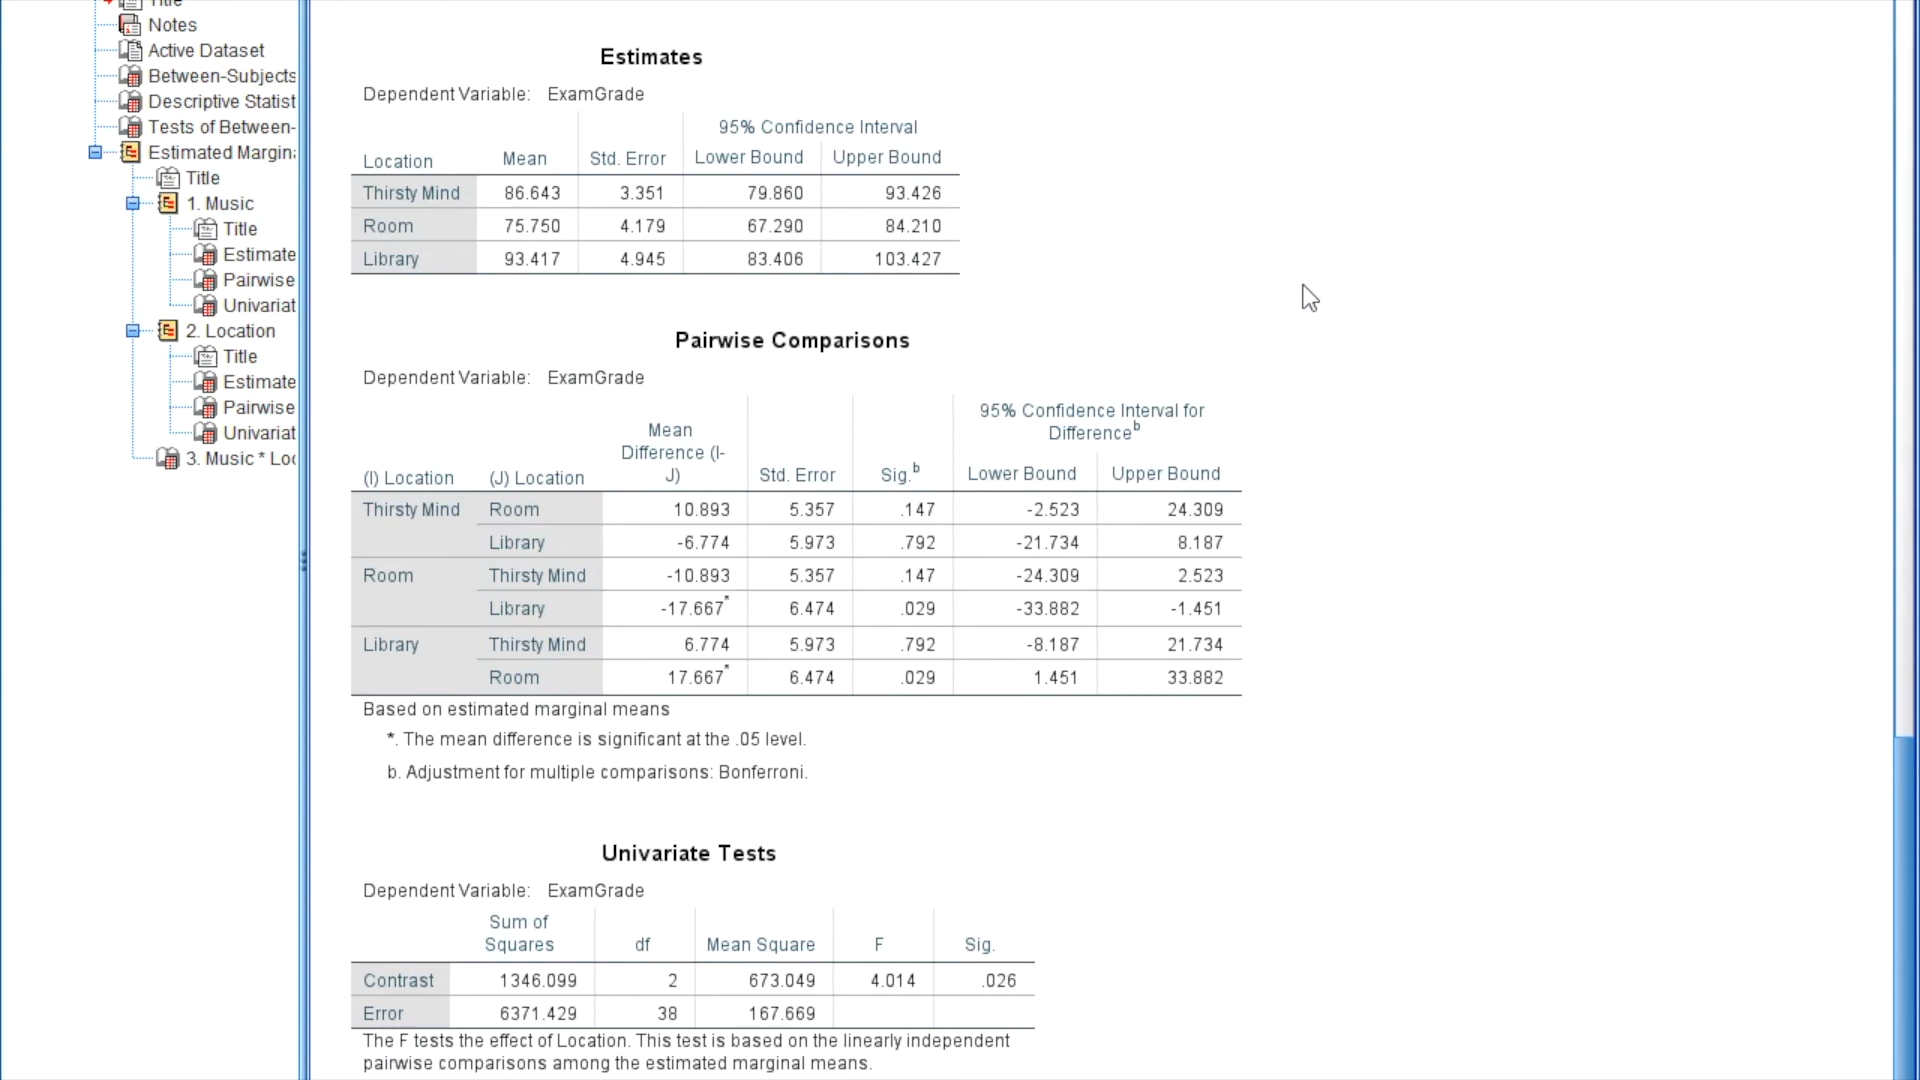 Title
Notes
Active Dataset
Between-Subjects
Descriptive Statist
Tests of Between-
Estimated Margin
Title
1. Music
Title
Estimate
Pairwise
Univariat
2. Location
Title
Estimate
Pairwise
Univariat
3. Music * Loc
Estimates
Dependent Variable: ExamGrade
95% Confidence Interval
Location Mean Std. Error Lower Bound Upper Bound
Thirsty Mind 86.643 3.351 79.860 93.426
Room 75.750 4.179 67.290 84.210
Library 93.417 4.945 83.406 103.427
Pairwise Comparisons
Dependent Variable: ExamGrade
95% Confidence Interval for
Differenceᵇ
Mean
Difference (I-
(I) Location (J) Location J) Std. Error Sig.ᵇ Lower Bound Upper Bound
Thirsty Mind Room 10.893 5.357 .147 -2.523 24.309
Library -6.774 5.973 .792 -21.734 8.187
Room Thirsty Mind -10.893 5.357 .147 -24.309 2.523
Library -17.667* 6.474 .029 -33.882 -1.451
Library Thirsty Mind 6.774 5.973 .792 -8.187 21.734
Room 17.667* 6.474 .029 1.451 33.882
Based on estimated marginal means
*. The mean difference is significant at the .05 level.
b. Adjustment for multiple comparisons: Bonferroni.
Univariate Tests
Dependent Variable: ExamGrade
Sum of
Squares df Mean Square F Sig.
Contrast 1346.099 2 673.049 4.014 .026
Error 6371.429 38 167.669
The F tests the effect of Location. This test is based on the linearly independent
pairwise comparisons among the estimated marginal means.